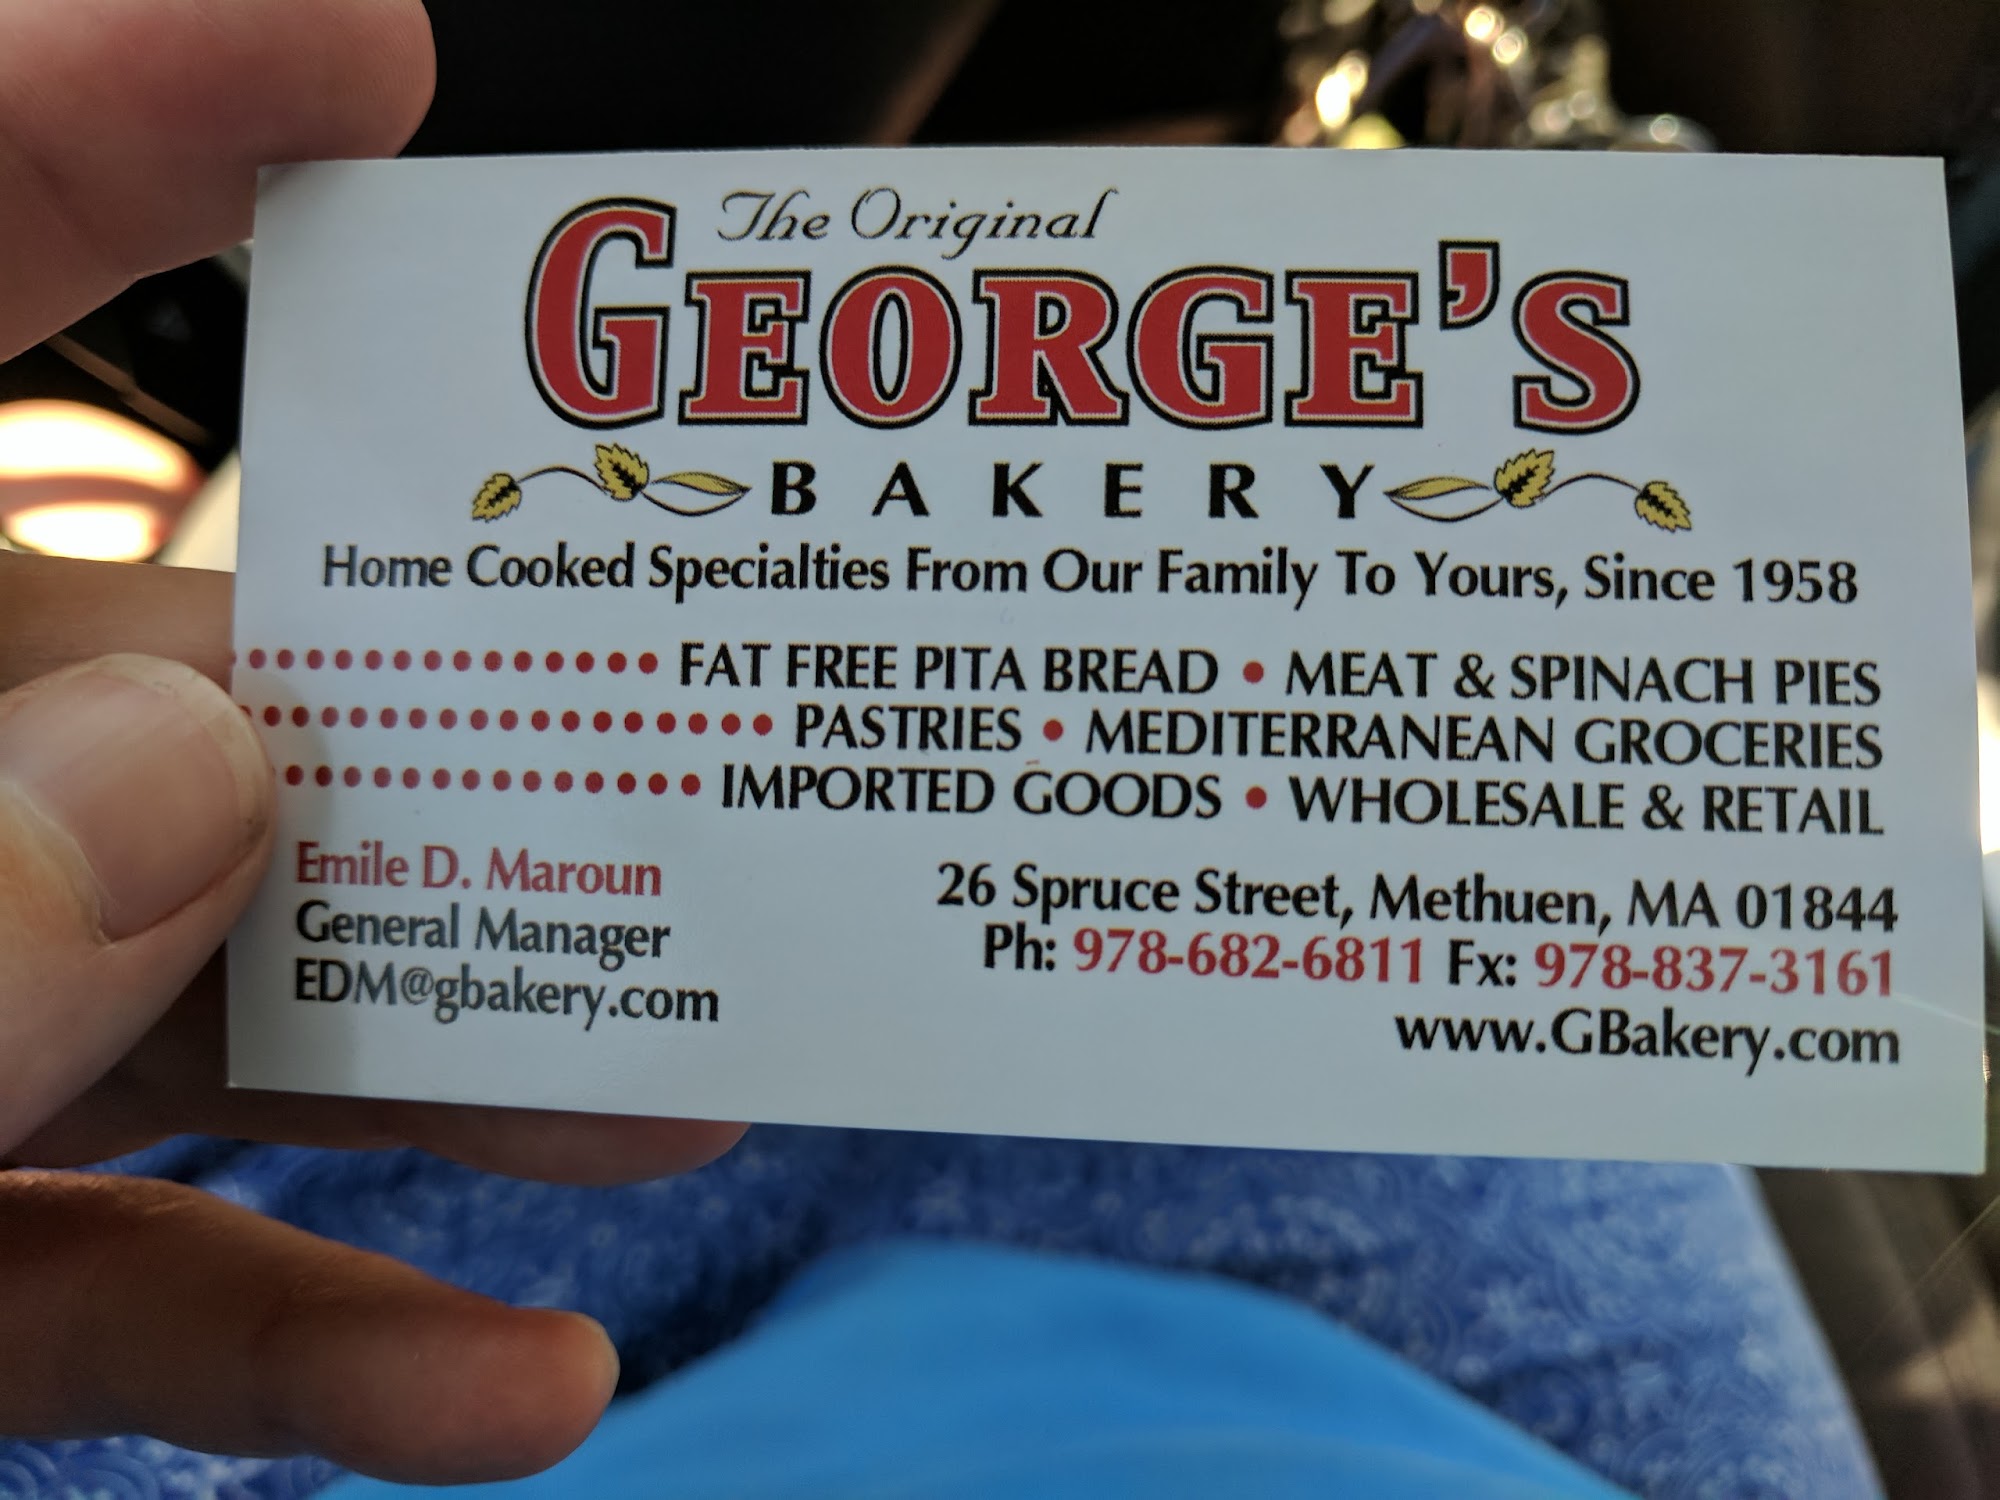 The Original
GEORGE'S
BAKERY
Home Cooked Specialties From Our Family To Yours, Since 1958
FAT FREE PITA BREAD • MEAT & SPINACH PIES
PASTRIES • MEDITERRANEAN GROCERIES
IMPORTED GOODS • WHOLESALE & RETAIL
Emile D. Maroun
General Manager
EDM@gbakery.com
26 Spruce Street, Methuen, MA 01844
Ph: 978-682-6811 Fx: 978-837-3161
www.GBakery.com